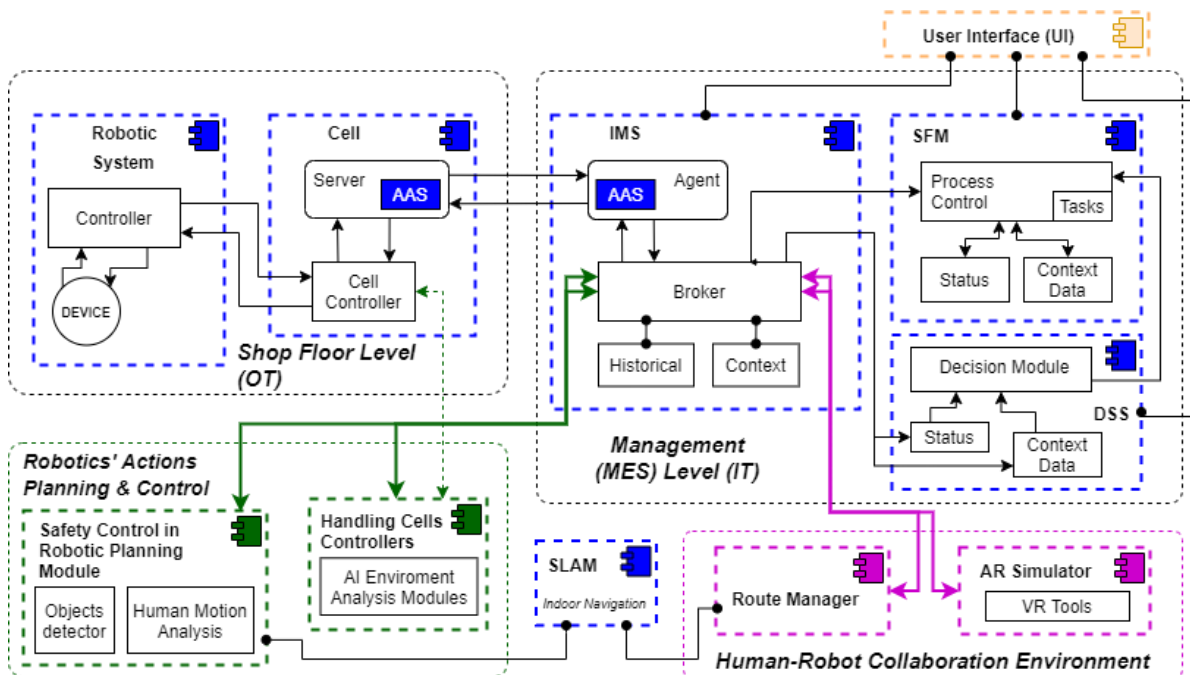 User Interface (UI)
Robotic
System
Controller
DEVICE
Cell
Server
AAS
Cell
Controller
Shop Floor Level
(OT)
IMS
AAS
Agent
Broker
Historical
Context
Management
(MES) Level (IT)
SFM
Process
Control
Tasks
Status
Context
Data
Decision Module
DSS
Status
Context
Data
Robotics' Actions
Planning & Control
Safety Control in
Robotic Planning
Module
Objects
detector
Human Motion
Analysis
Handling Cells
Controllers
AI Enviroment
Analysis Modules
SLAM
Indoor Navigation
Route Manager
AR Simulator
VR Tools
Human-Robot Collaboration Environment